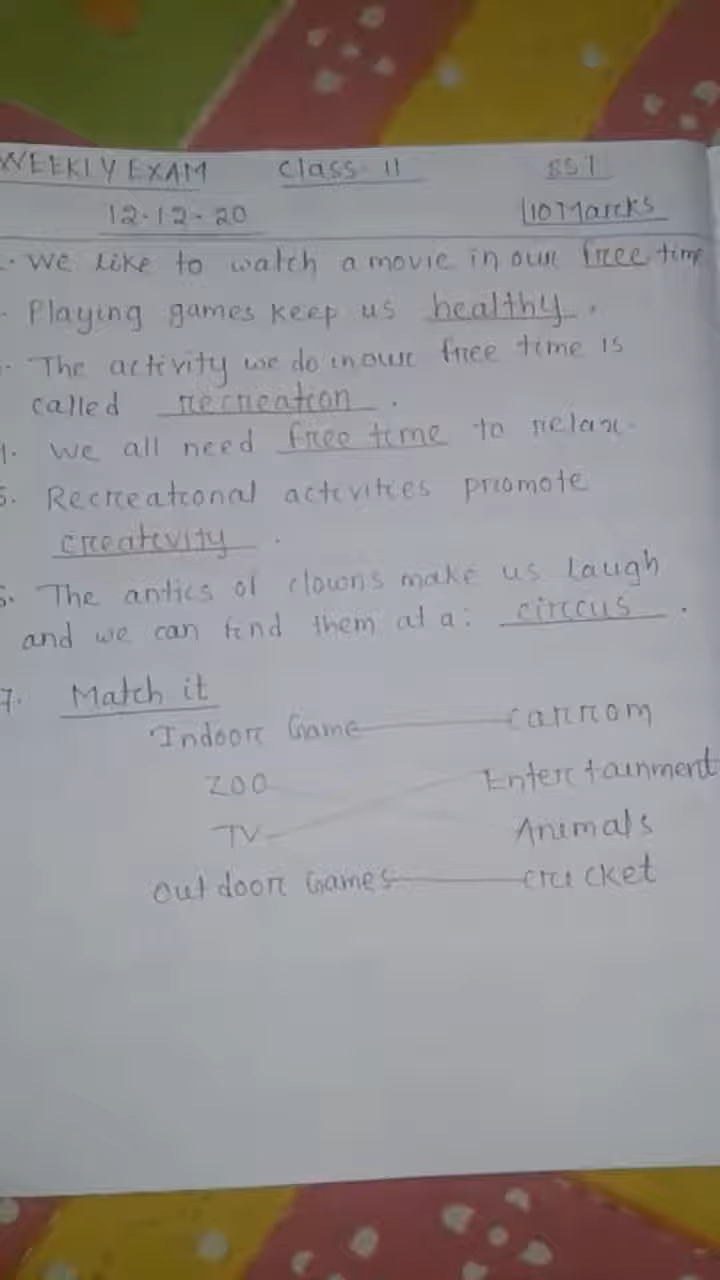 WEEKLY EXAM Class II SST
12.12.20 10 Marks
. We like to watch a movie in our free time
. Playing games keep us healthy.
. The activity we do in our free time is
called recreation.
4. We all need free time to relax.
5. Recreational activities promote
creativity.
6. The antics of clowns make us laugh
and we can find them at a: circus.
7. Match it
Indoor Game carrom
ZOO Entertainment
TV Animals
Outdoor Games cricket